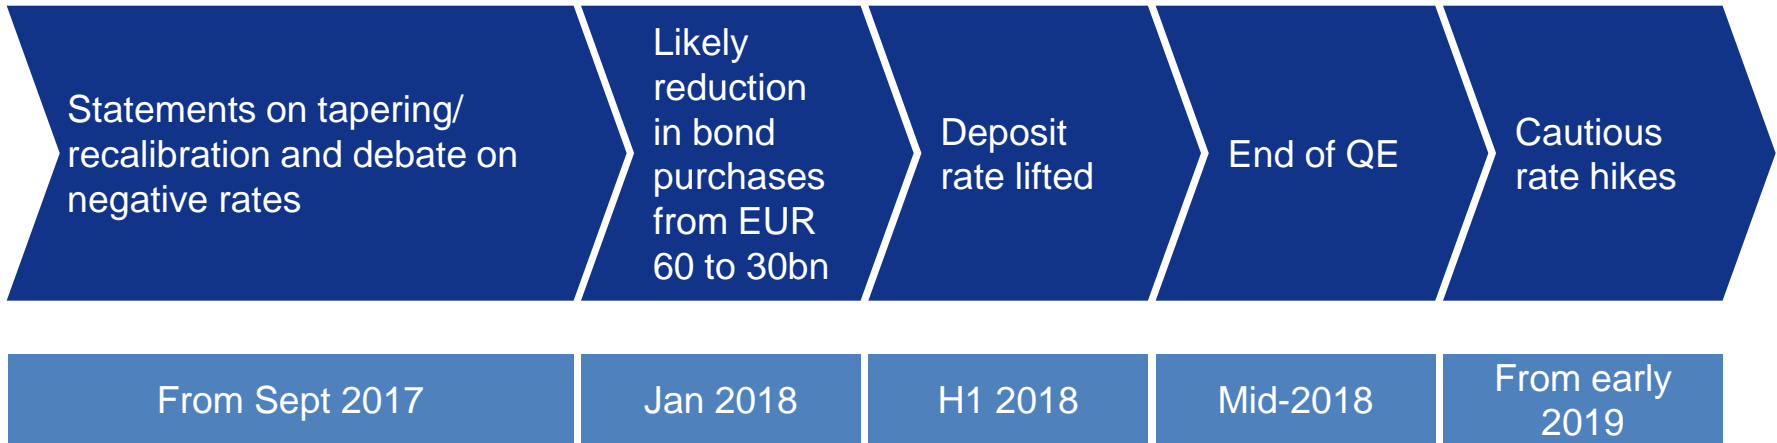 Statements on tapering/
recalibration and debate on
negative rates
Likely
reduction
in bond
purchases
from EUR
60 to 30bn
Deposit
rate lifted
End of QE
Cautious
rate hikes
From Sept 2017
Jan 2018
H1 2018
Mid-2018
From early
2019